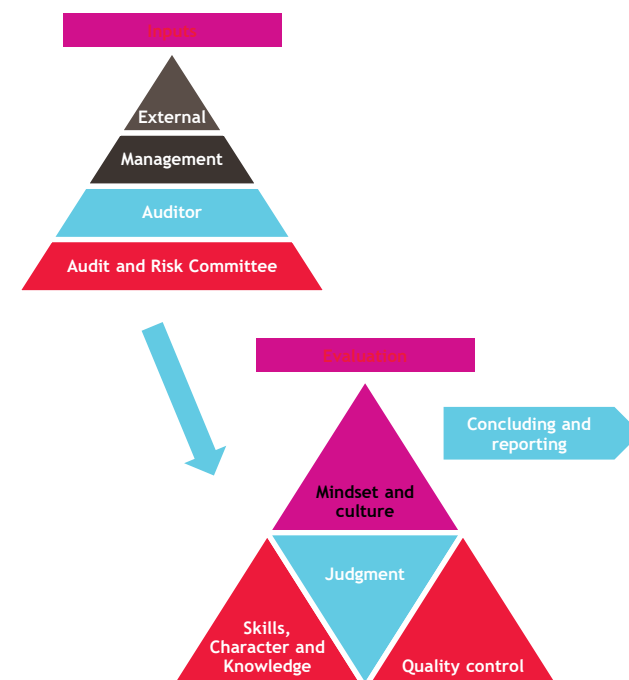 Inputs
External
Management
Auditor
Audit and Risk Committee
Evaluation
Concluding and
reporting
Mindset and
culture
Judgment
Skills,
Character and
Knowledge
Quality control